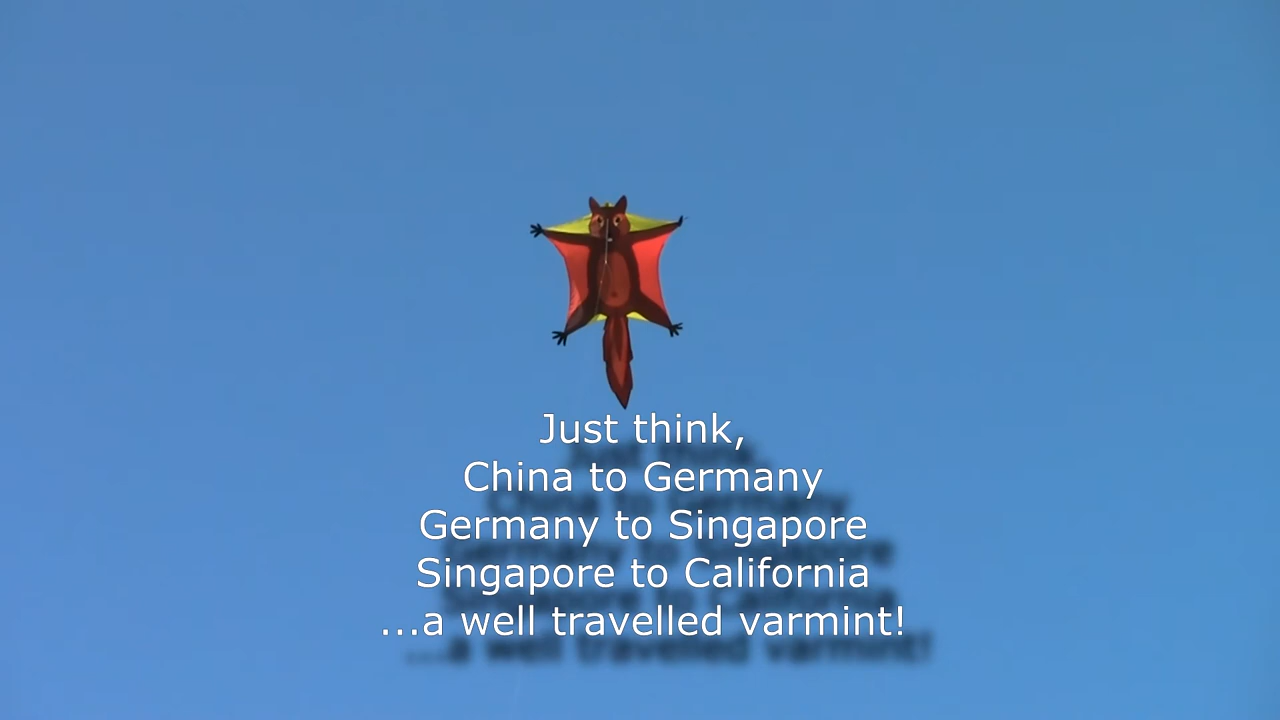 Just think,
China to Germany
Germany to Singapore
Singapore to California
...a well travelled varmint!